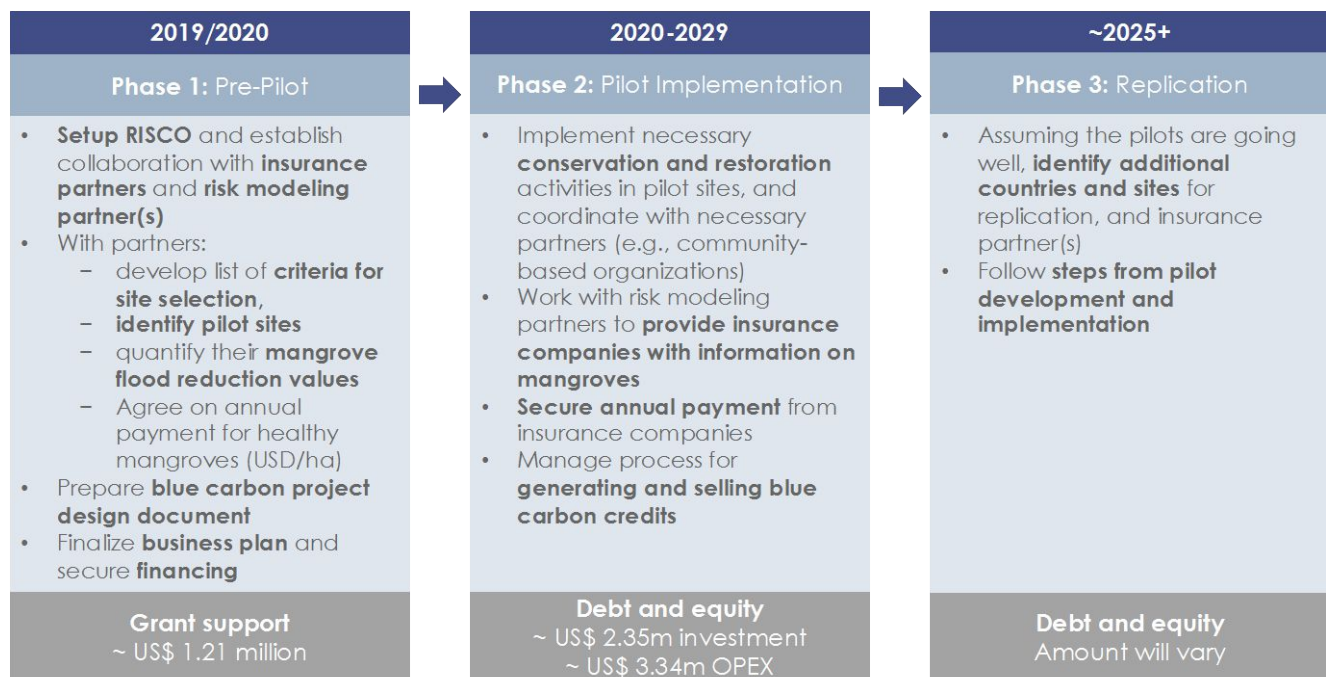 2019/2020
Phase 1: Pre-Pilot
• Setup RISCO and establish
collaboration with insurance
partners and risk modeling
partner(s)
• With partners:
– develop list of criteria for
site selection,
– identify pilot sites
– quantify their mangrove
flood reduction values
– Agree on annual
payment for healthy
mangroves (USD/ha)
• Prepare blue carbon project
design document
• Finalize business plan and
secure financing
Grant support
~ US$ 1.21 million
2020-2029
Phase 2: Pilot Implementation
• Implement necessary
conservation and restoration
activities in pilot sites, and
coordinate with necessary
partners (e.g., community-
based organizations)
• Work with risk modeling
partners to provide insurance
companies with information on
mangroves
• Secure annual payment from
insurance companies
• Manage process for
generating and selling blue
carbon credits
Debt and equity
~ US$ 2.35m investment
~ US$ 3.34m OPEX
~2025+
Phase 3: Replication
• Assuming the pilots are going
well, identify additional
countries and sites for
replication, and insurance
partner(s)
• Follow steps from pilot
development and
implementation
Debt and equity
Amount will vary